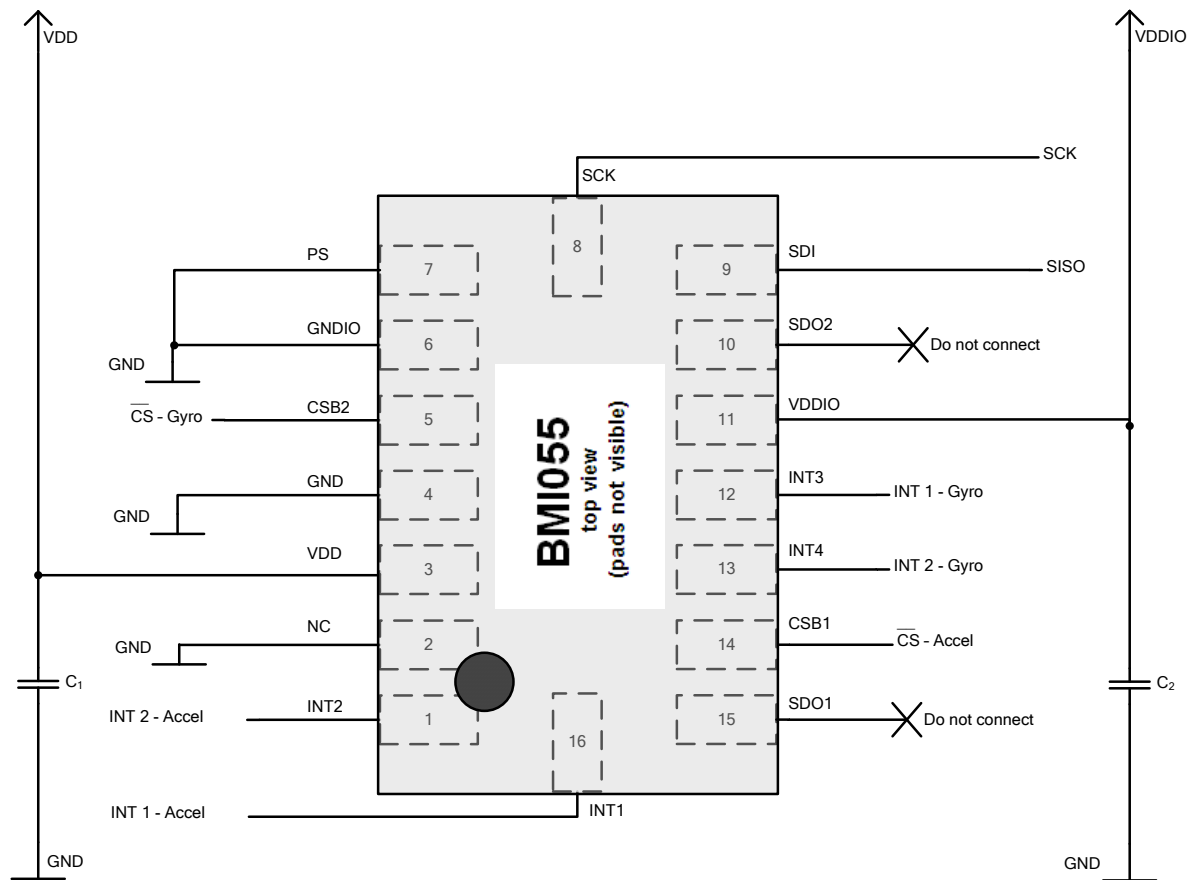 VDD
VDDIO
SCK
SCK
PS
7
8
9
SDI
SISO
GNDIO
6
GND
10
SDO2
Do not connect
CS - Gyro
CSB2
5
11
VDDIO
GND
4
GND
12
INT3
INT 1 - Gyro
VDD
3
13
INT4
INT 2 - Gyro
NC
2
GND
14
CSB1
CS - Accel
C1
C2
INT 2 - Accel
INT2
1
16
15
SDO1
Do not connect
INT 1 - Accel
INT1
GND
GND
BMI055
top view
(pads not visible)